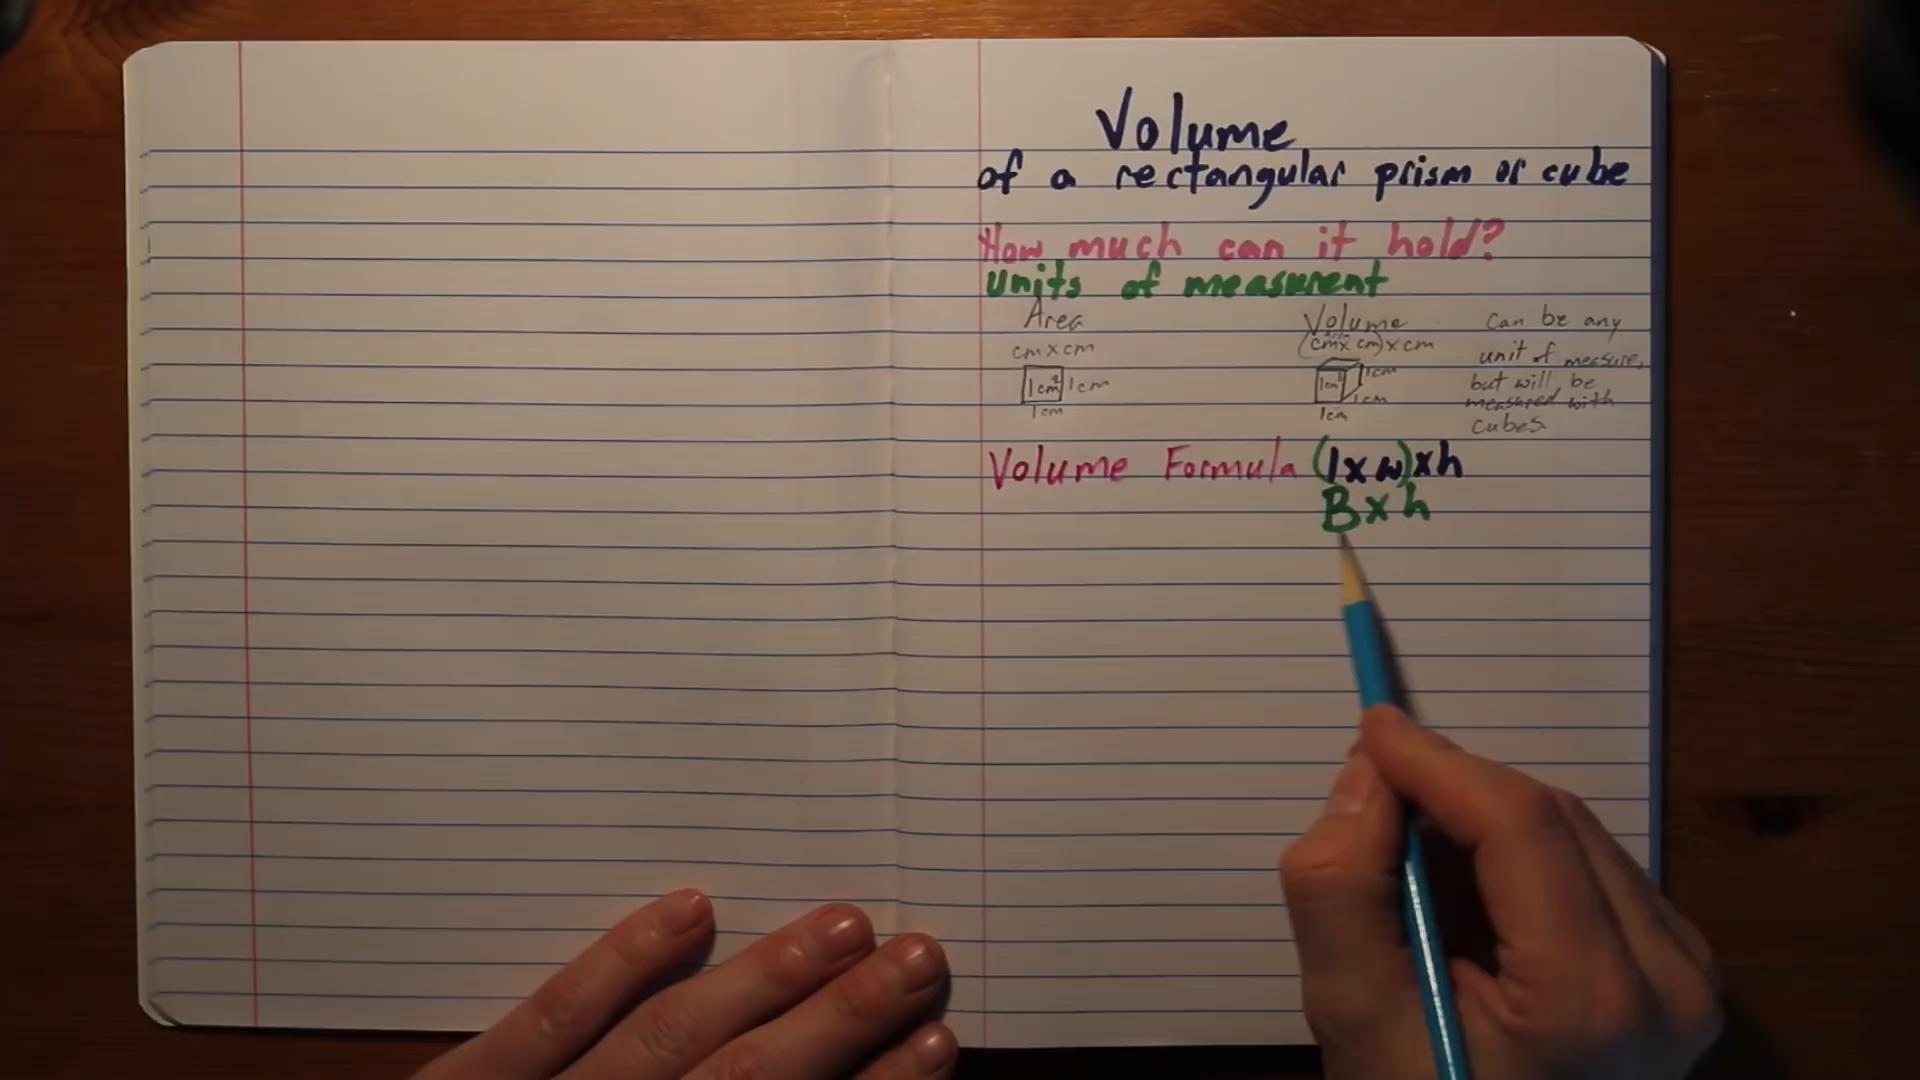 Volume
of a rectangular prism or cube
How much can it hold?
Units of measurent
Area
cm x cm
1cm² 1cm
1cm
Volume
(cm x cm) x cm
1cm
1cm
1cm
can be any
unit of measure,
but will be
measured with
cubes.
Volume Formula (l x w) x h
B x h